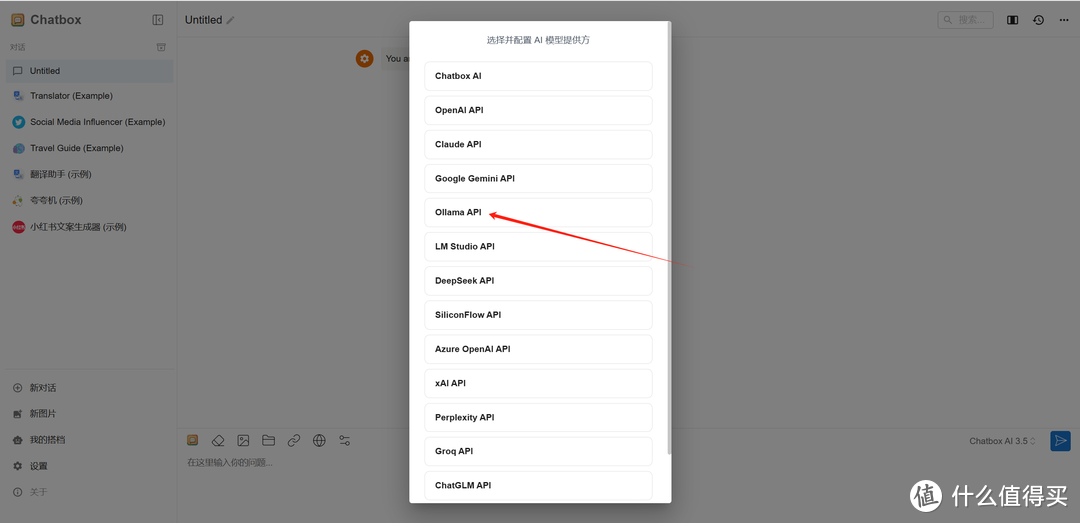 Chatbox
Untitled
搜索...
对话
Untitled
Translator (Example)
Social Media Influencer (Example)
Travel Guide (Example)
翻译助手 (示例)
夸夸机 (示例)
小红书
小红书文案生成器 (示例)
新对话
新图片
我的搭档
设置
关于
You
选择并配置 AI 模型提供方
Chatbox AI
OpenAI API
Claude API
Google Gemini API
Ollama API
LM Studio API
DeepSeek API
SiliconFlow API
Azure OpenAI API
xAI API
Perplexity API
Groq API
ChatGLM API
在这里输入你的问题...
Chatbox AI 3.5
值 什么值得买